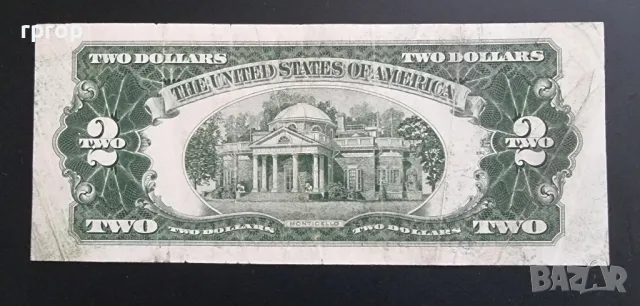 rprop
TWO DOLLARS
TWO DOLLARS
THE UNITED STATES OF AMERICA
2
TWO
2
TWO
TWO
TWO DOLLARS
MONTICELLO
TWO DOLLARS
TWO
BAZAR